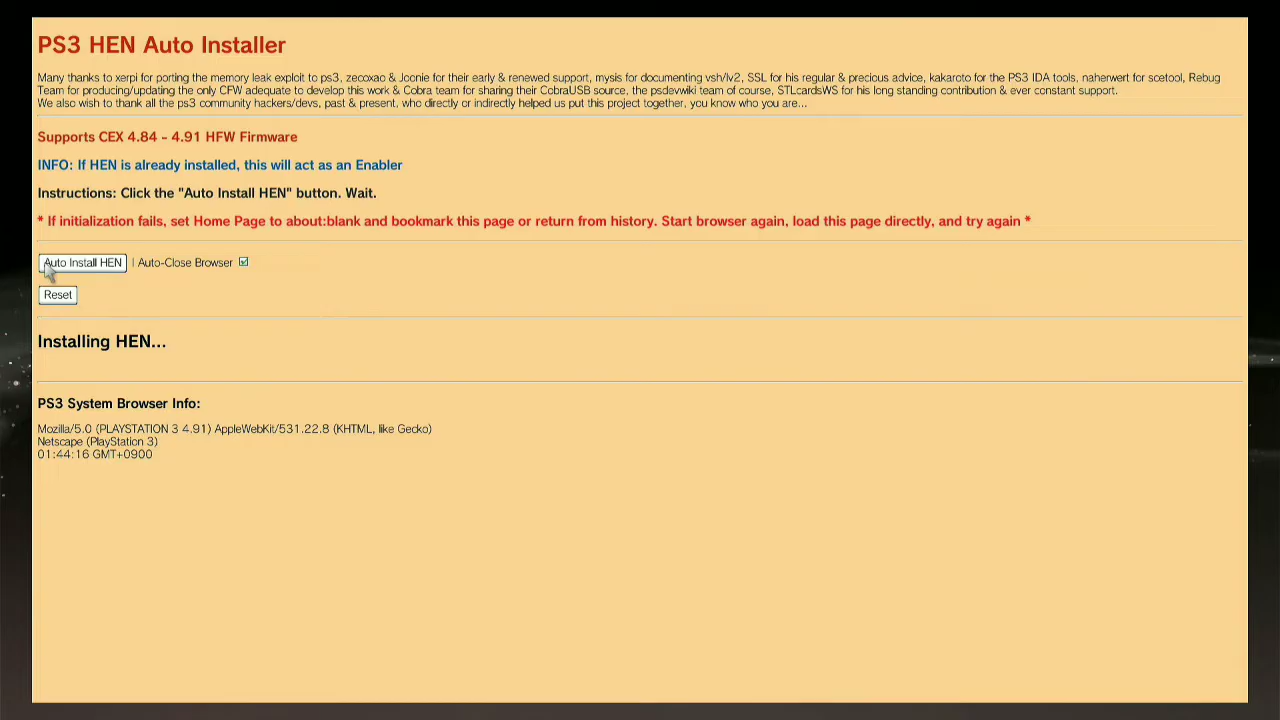 PS3 HEN Auto Installer
Many thanks to xerpi for porting the memory leak exploit to ps3, zecoxao & Joonie for their early & renewed support, mysis for documenting vsh/lv2, SSL for his regular & precious advice, kakaroto for the PS3 IDA tools, naherwert for scetool, Rebug
Team for producing/updating the only CFW adequate to develop this work & Cobra team for sharing their CobraUSB source, the psdevwiki team of course, STLcardsWS for his long standing contribution & ever constant support.
We also wish to thank all the ps3 community hackers/devs, past & present, who directly or indirectly helped us put this project together, you know who you are...
Supports CEX 4.84 - 4.91 HFW Firmware
INFO: If HEN is already installed, this will act as an Enabler
Instructions: Click the "Auto Install HEN" button. Wait.
* If initialization fails, set Home Page to about:blank and bookmark this page or return from history. Start browser again, load this page directly, and try again *
Auto Install HEN | Auto-Close Browser
Reset
Installing HEN...
PS3 System Browser Info:
Mozilla/5.0 (PLAYSTATION 3 4.91) AppleWebKit/531.22.8 (KHTML, like Gecko)
Netscape (PlayStation 3)
01:44:16 GMT+0900